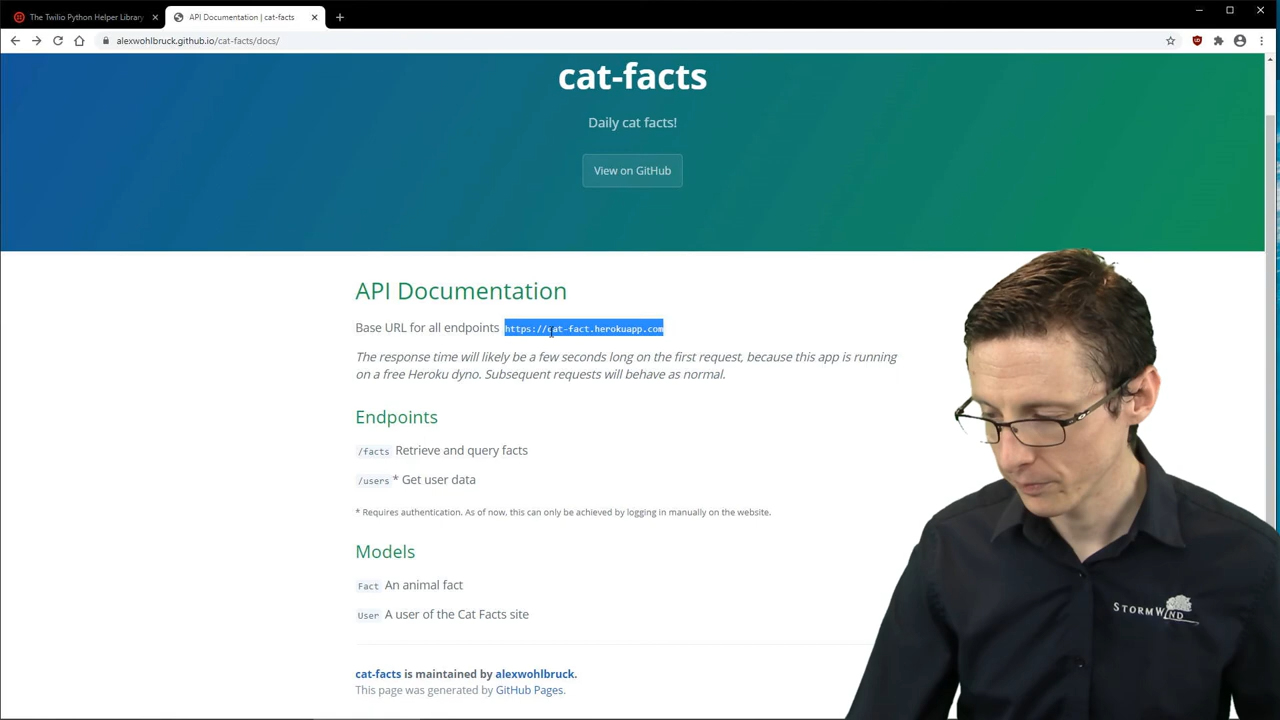 The Twilio Python Helper Library
API Documentation | cat-facts
alexwohlbruck.github.io/cat-facts/docs/
cat-facts
Daily cat facts!
View on GitHub
API Documentation
Base URL for all endpoints https://cat-fact.herokuapp.com
The response time will likely be a few seconds long on the first request, because this app is running
on a free Heroku dyno. Subsequent requests will behave as normal.
Endpoints
/facts Retrieve and query facts
/users * Get user data
* Requires authentication. As of now, this can only be achieved by logging in manually on the website.
Models
Fact An animal fact
User A user of the Cat Facts site
cat-facts is maintained by alexwohlbruck.
This page was generated by GitHub Pages.
STORMWIND